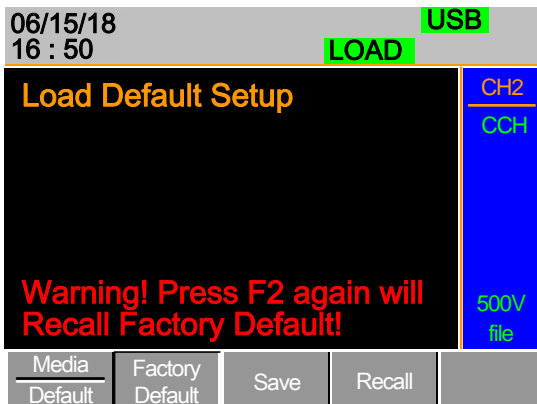 06/15/18
USB
16 : 50
LOAD
Load Default Setup
CH2
CCH
Warning! Press F2 again will
Recall Factory Default!
500V
file
Media
Default
Factory
Default
Save
Recall